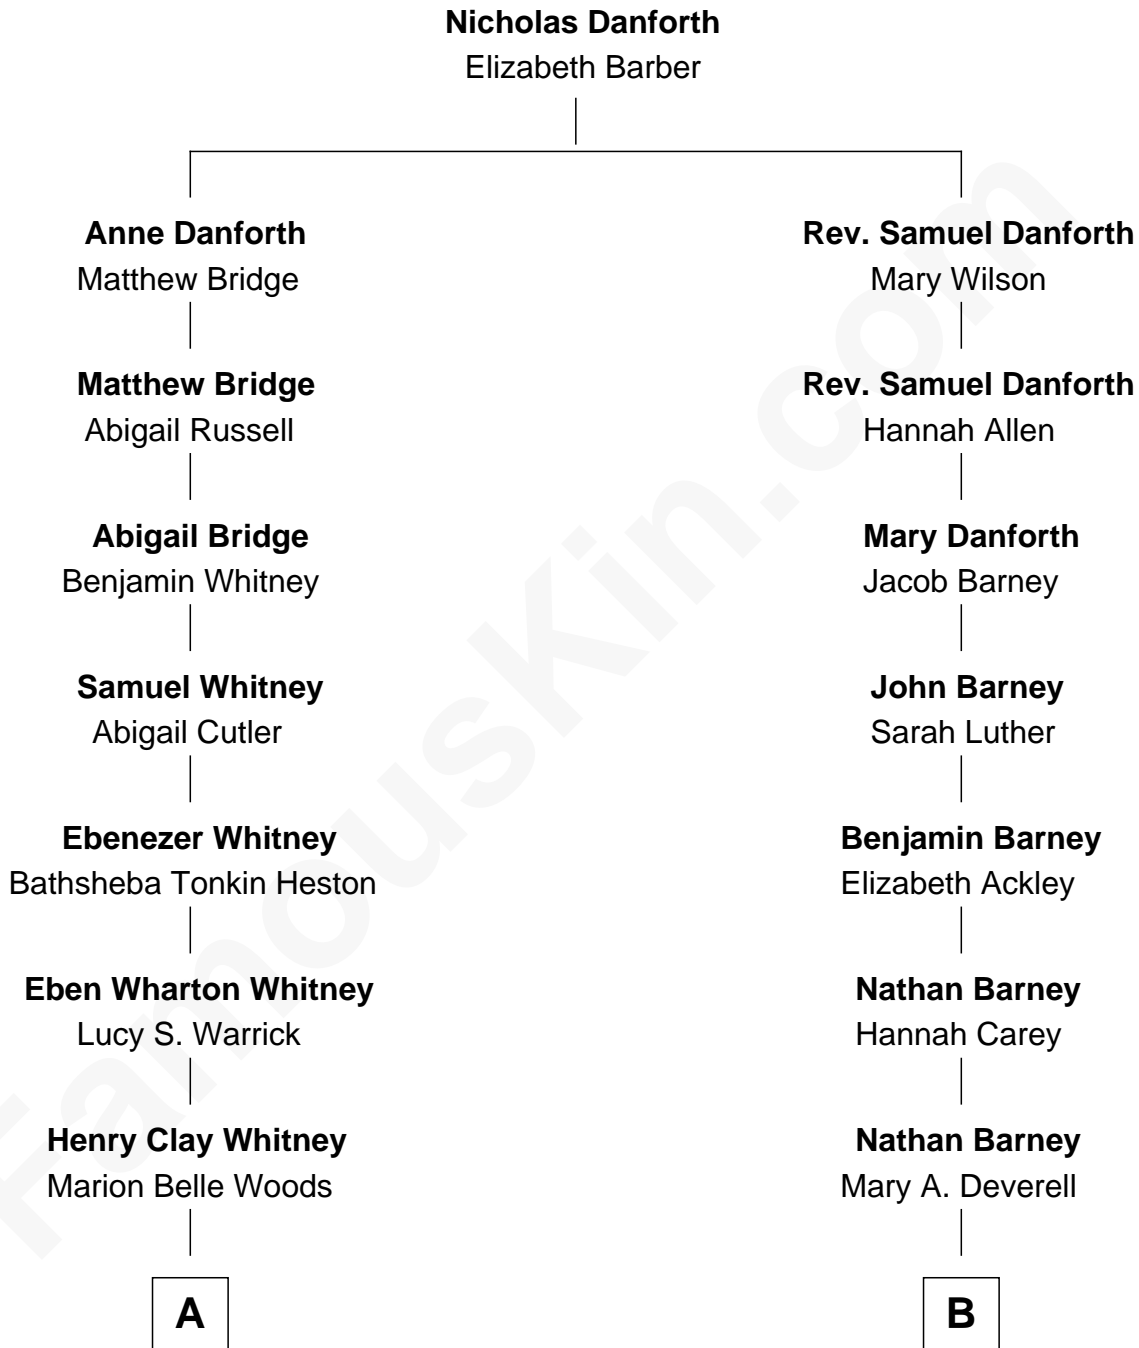 Nicholas Danforth
Elizabeth Barber
Anne Danforth
Matthew Bridge
Rev. Samuel Danforth
Mary Wilson
Matthew Bridge
Abigail Russell
Rev. Samuel Danforth
Hannah Allen
Abigail Bridge
Benjamin Whitney
Mary Danforth
Jacob Barney
Samuel Whitney
Abigail Cutler
John Barney
Sarah Luther
Ebenezer Whitney
Bathsheba Tonkin Heston
Benjamin Barney
Elizabeth Ackley
Eben Wharton Whitney
Lucy S. Warrick
Nathan Barney
Hannah Carey
Henry Clay Whitney
Marion Belle Woods
Nathan Barney
Mary A. Deverell
A
B
FamousKin.com